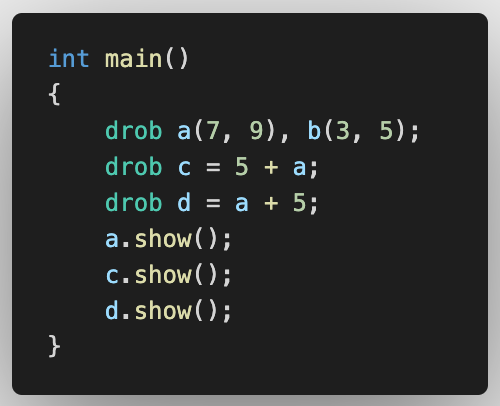 int main()
{
    drob a(7, 9), b(3, 5);
    drob c = 5 + a;
    drob d = a + 5;
    a.show();
    c.show();
    d.show();
}